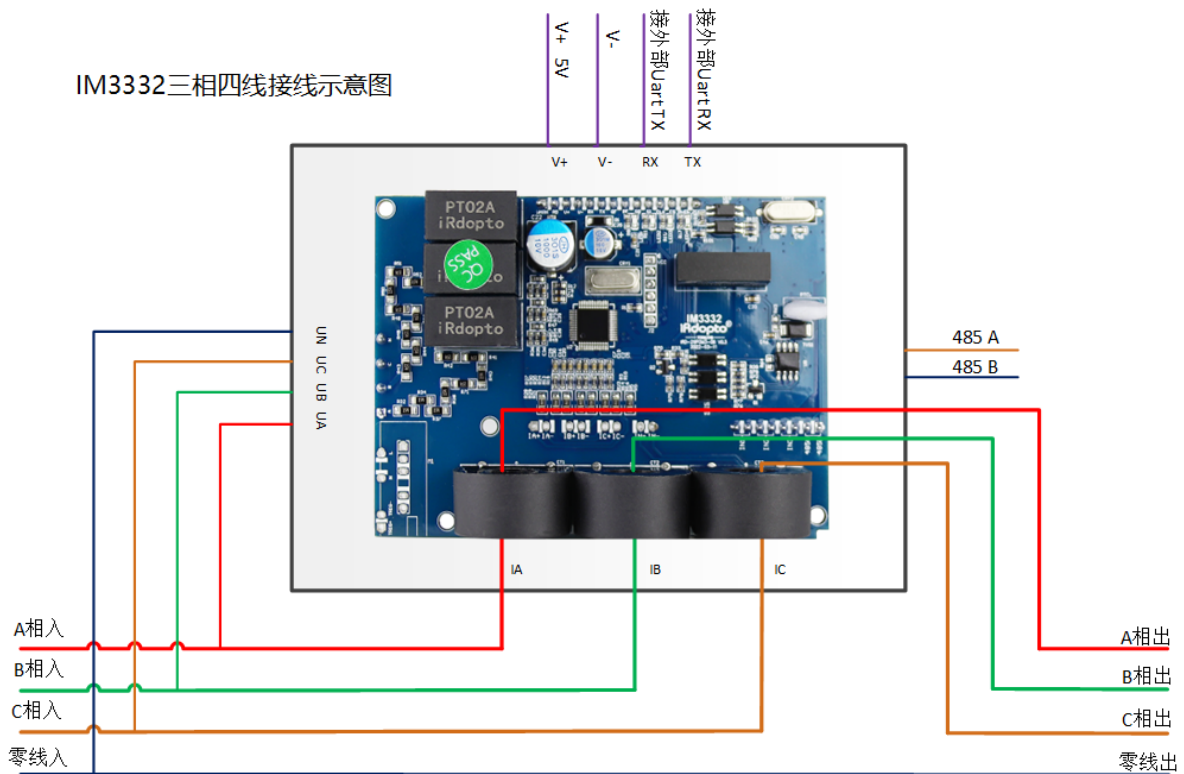 V+ 5V
V-
接外部Uart TX
接外部Uart RX
IM3332三相四线接线示意图
V+ V- RX TX
PT02A
iRdopto
QC
PASS
iRdopto
PT02A
iRdopto
IM3332
iRdopto
UN
UC
UB
UA
485 A
485 B
IA+IA- IB+IB- IC+IC-
IA
IB
IC
A相入
B相入
C相入
零线入
A相出
B相出
C相出
零线出